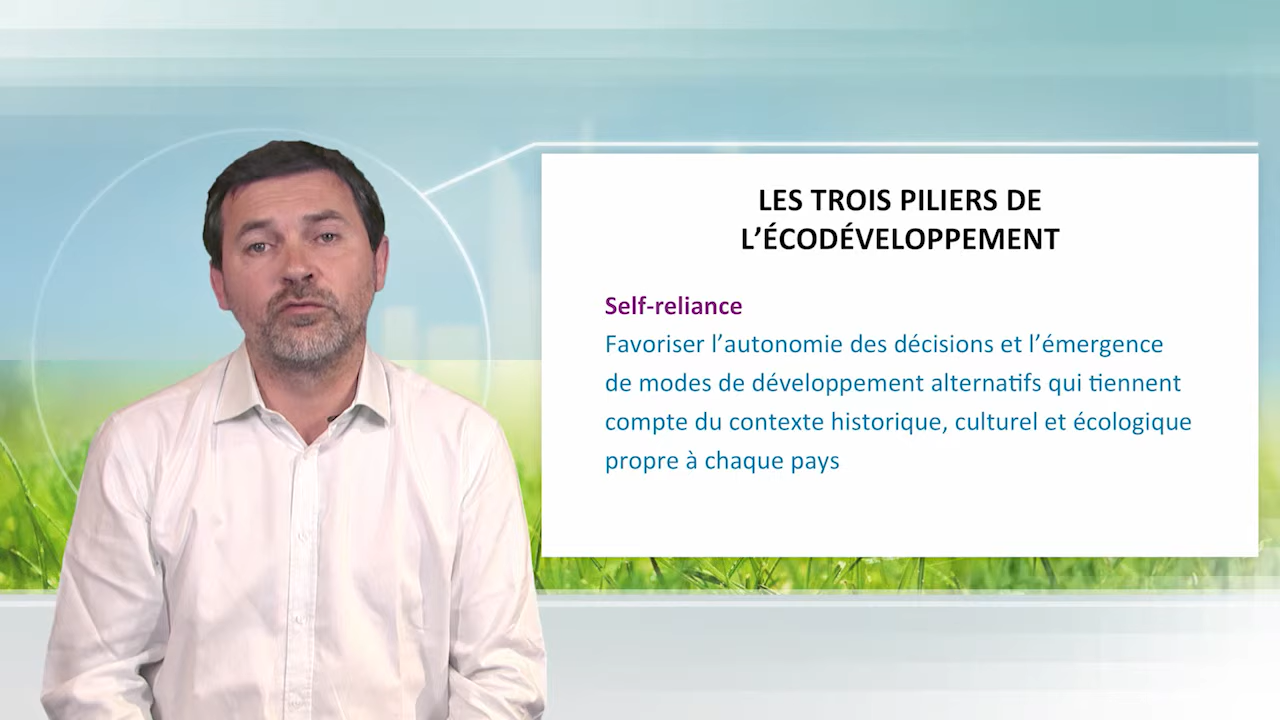 LES TROIS PILIERS DE
L’ÉCODÉVELOPPEMENT
Self-reliance
Favoriser l’autonomie des décisions et l’émergence
de modes de développement alternatifs qui tiennent
compte du contexte historique, culturel et écologique
propre à chaque pays